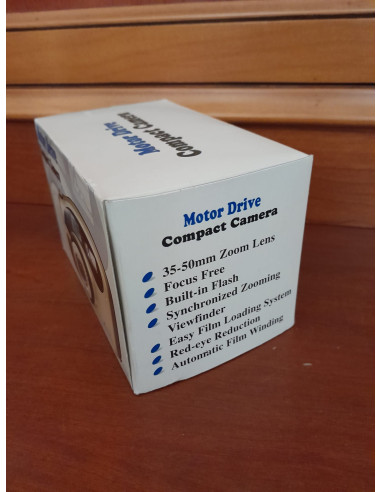 Motor Drive
Compact Camera
Motor Drive
Compact Camera
35-50mm Zoom Lens
Focus Free
Built-in Flash
Synchronized Zooming
Viewfinder
Easy Film Loading System
Red-eye Reduction
Automatic Film Winding